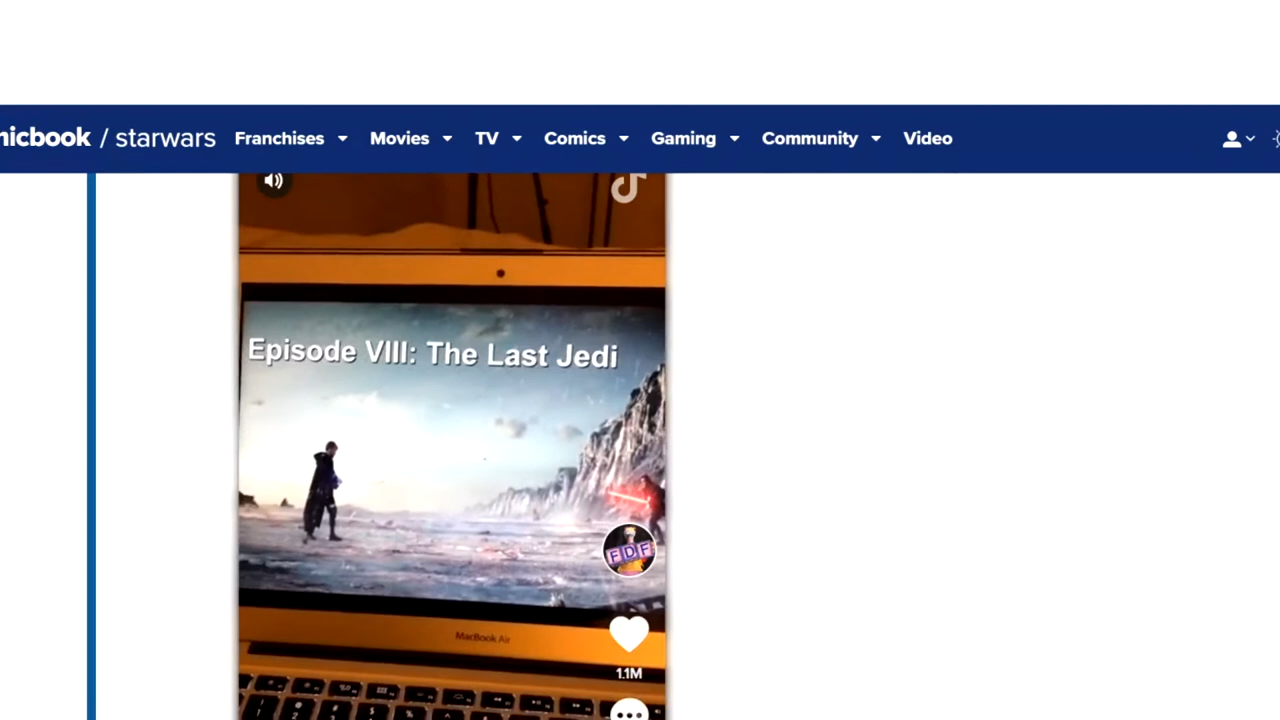 nicbook / starwars Franchises Movies TV Comics Gaming Community Video
Episode VIII: The Last Jedi
FDF
MacBook Air
1.1M